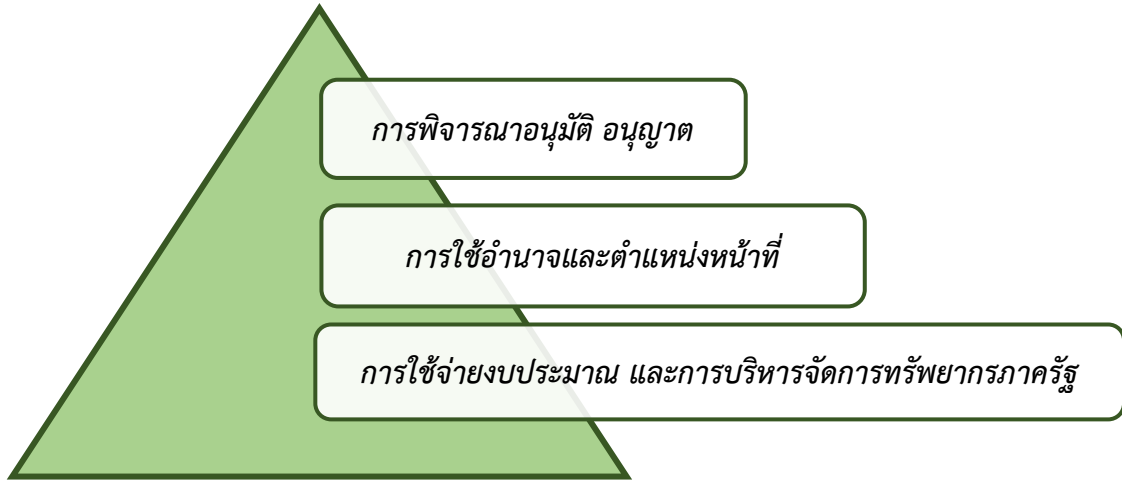 การพิจารณาอนุมัติ อนุญาต
การใช้อำนาจและตำแหน่งหน้าที่
การใช้จ่ายงบประมาณ และการบริหารจัดการทรัพยากรภาครัฐ